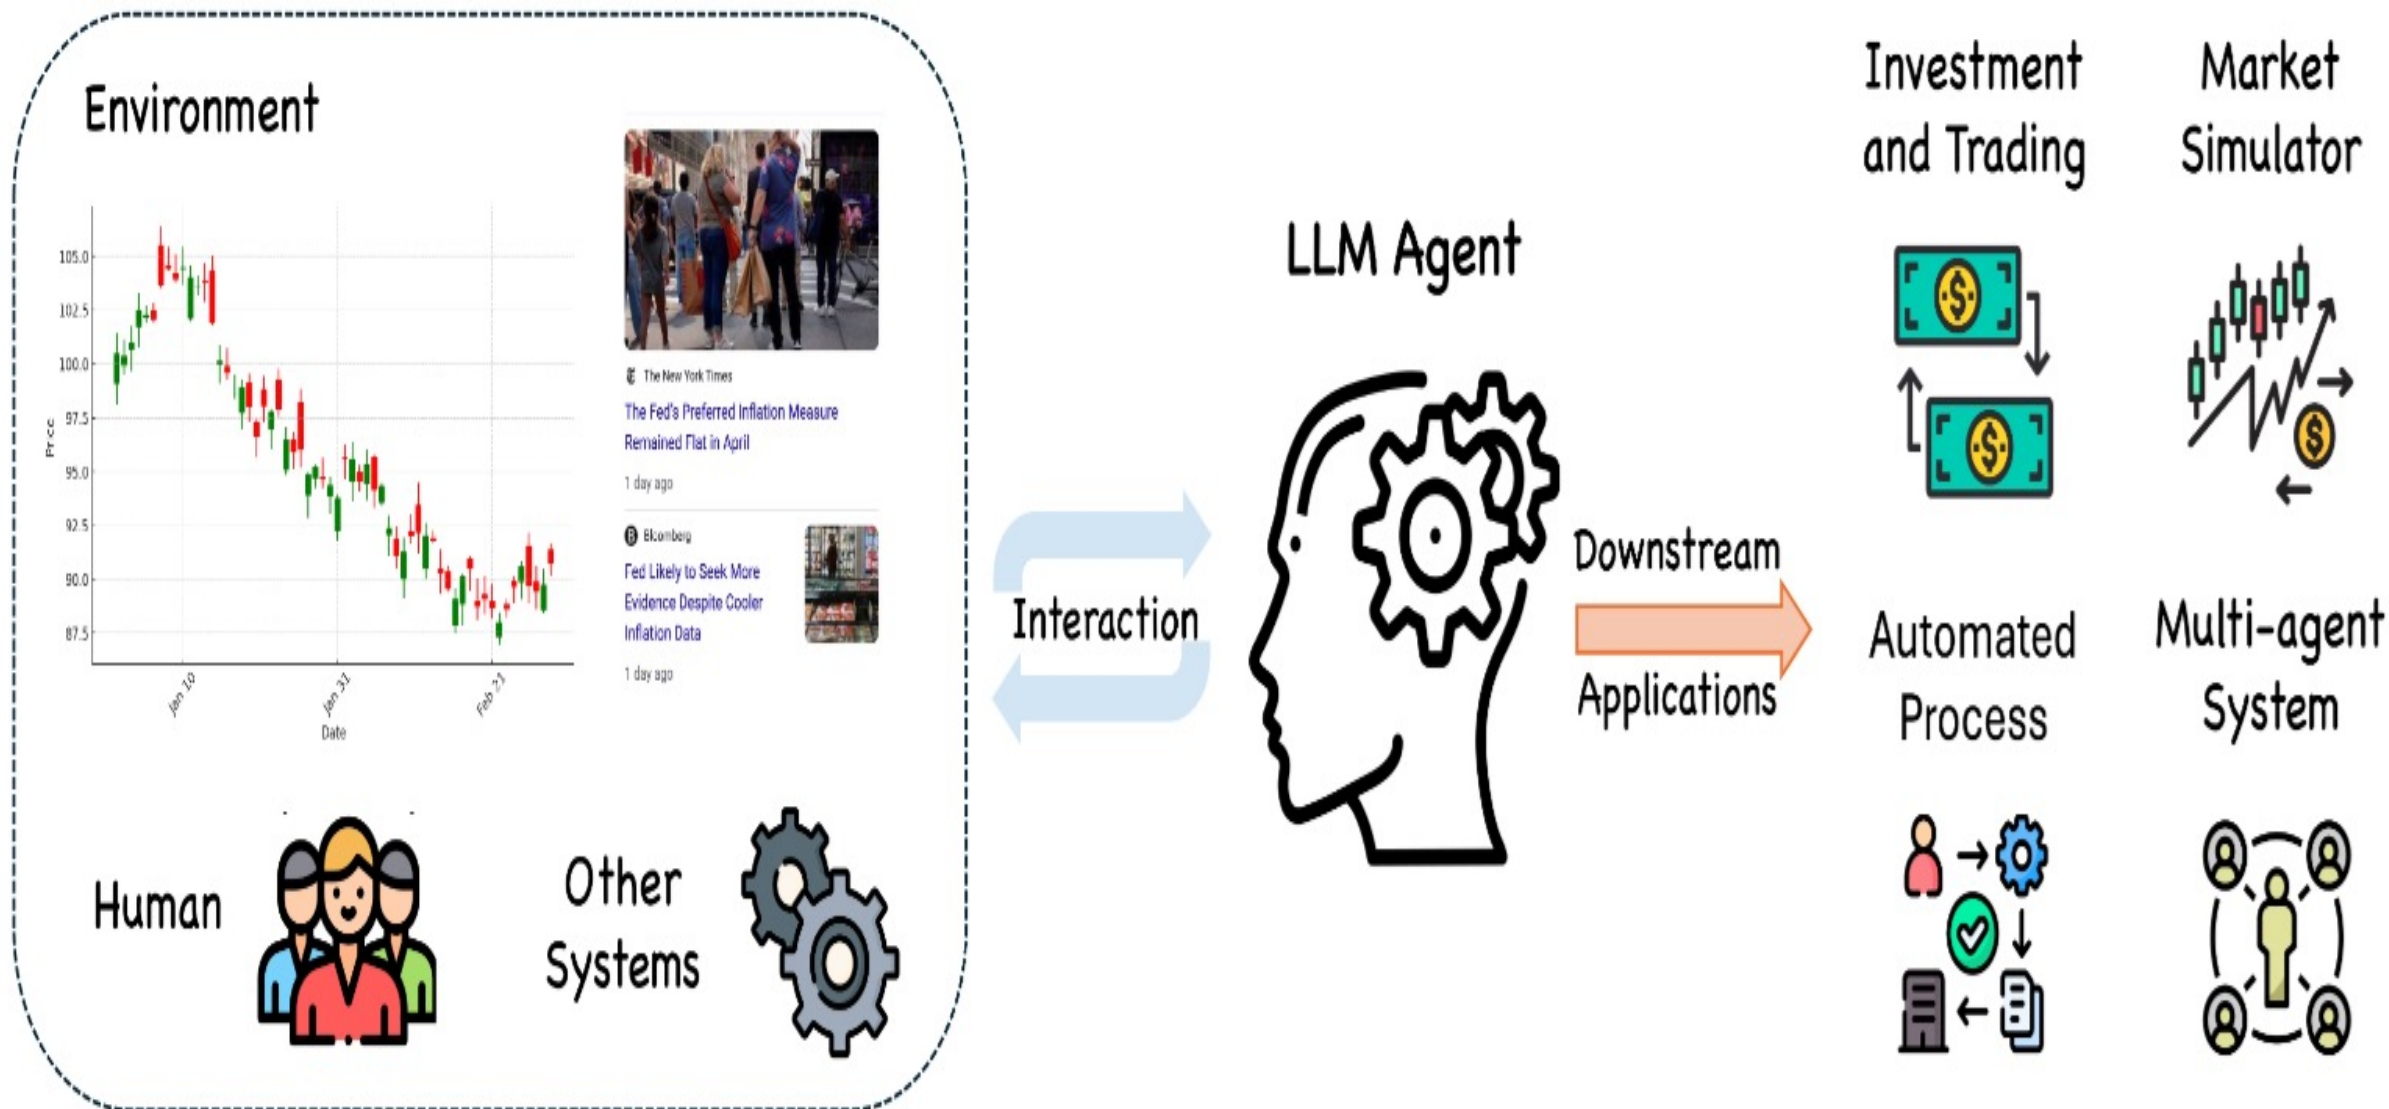 Environment
105.0
102.5
100.0
97.5
95.0
92.5
90.0
87.5
Price
Jan 10
Jan 31
Feb 21
Date
The New York Times
The Fed's Preferred Inflation Measure
Remained Flat in April
1 day ago
Bloomberg
Fed Likely to Seek More
Evidence Despite Cooler
Inflation Data
1 day ago
Human
Other
Systems
Interaction
LLM Agent
Downstream
Applications
Investment
and Trading
Market
Simulator
Automated
Process
Multi-agent
System